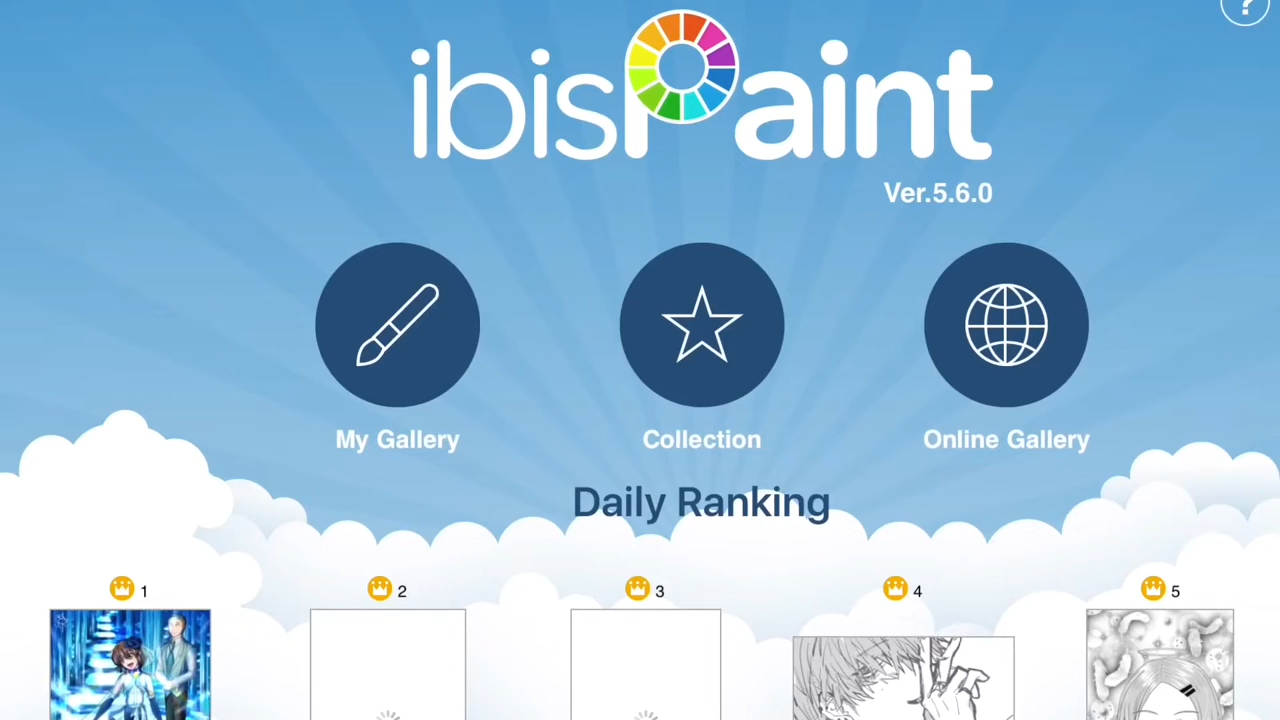 ?
ibisPaint
Ver.5.6.0
My Gallery
Collection
Online Gallery
Daily Ranking
1
2
3
4
5